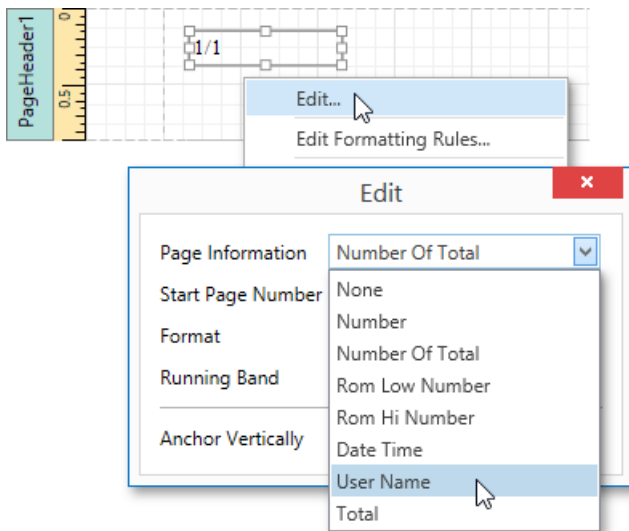 PageHeader1
0
0.5
1/1
Edit...
Edit Formatting Rules...
Edit
Page Information
Number Of Total
Start Page Number
Format
Running Band
Anchor Vertically
None
Number
Number Of Total
Rom Low Number
Rom Hi Number
Date Time
User Name
Total